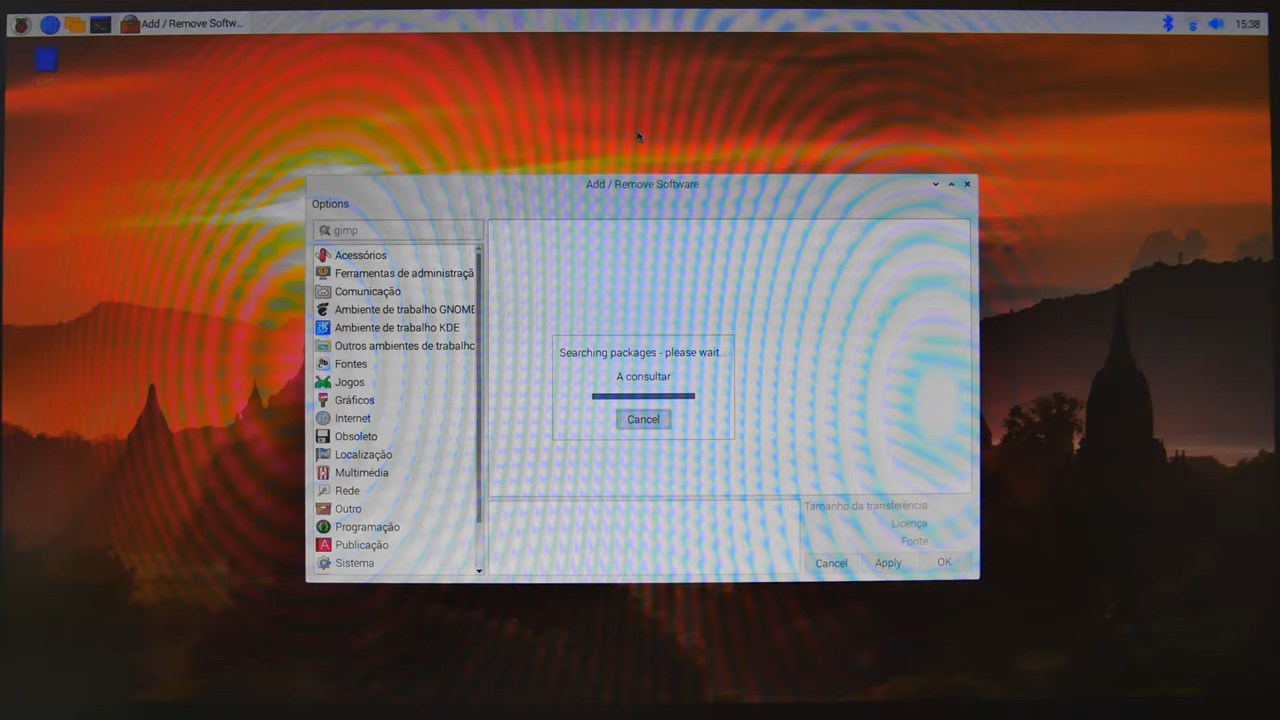 Add / Remove Softw...
15:38
Add / Remove Software
Options
gimp
Acessórios
Ferramentas de administraçã
Comunicação
Ambiente de trabalho GNOME
Ambiente de trabalho KDE
Outros ambientes de trabalho
Fontes
Jogos
Gráficos
Internet
Obsoleto
Localização
Multimédia
Rede
Outro
Programação
Publicação
Sistema
Searching packages - please wait...
A consultar
Cancel
Tamanho da transferência
Licença
Fonte
Cancel
Apply
OK